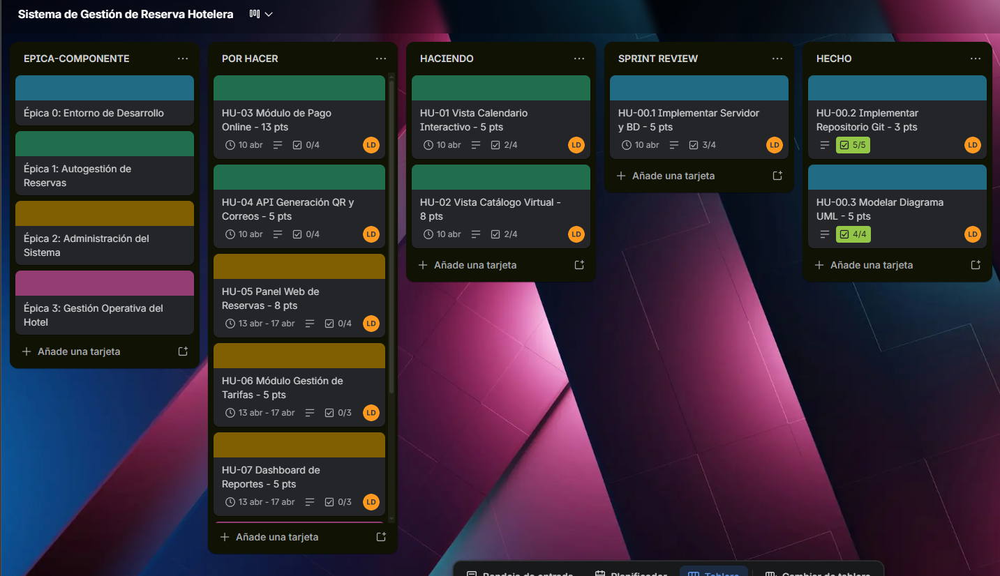 Sistema de Gestión de Reserva Hotelera
EPICA-COMPONENTE
Épica 0: Entorno de Desarrollo
Épica 1: Autogestión de
Reservas
Épica 2: Administración del
Sistema
Épica 3: Gestión Operativa del
Hotel
Añade una tarjeta
POR HACER
HU-03 Módulo de Pago
Online - 13 pts
10 abr 0/4 LD
HU-04 API Generación QR y
Correos - 5 pts
10 abr 0/4 LD
HU-05 Panel Web de
Reservas - 8 pts
13 abr - 17 abr 0/4 LD
HU-06 Módulo Gestión de
Tarifas - 5 pts
13 abr - 17 abr 0/3 LD
HU-07 Dashboard de
Reportes - 5 pts
13 abr - 17 abr 0/3 LD
Añade una tarjeta
HACIENDO
HU-01 Vista Calendario
Interactivo - 5 pts
10 abr 2/4 LD
HU-02 Vista Catálogo Virtual -
8 pts
10 abr 2/4 LD
Añade una tarjeta
SPRINT REVIEW
HU-00.1 Implementar Servidor
y BD - 5 pts
10 abr 3/4 LD
Añade una tarjeta
HECHO
HU-00.2 Implementar
Repositorio Git - 3 pts
5/5 LD
HU-00.3 Modelar Diagrama
UML - 5 pts
4/4 LD
Añade una tarjeta
Bandeja de entrada Planificador Tablero Cambiar de tablero